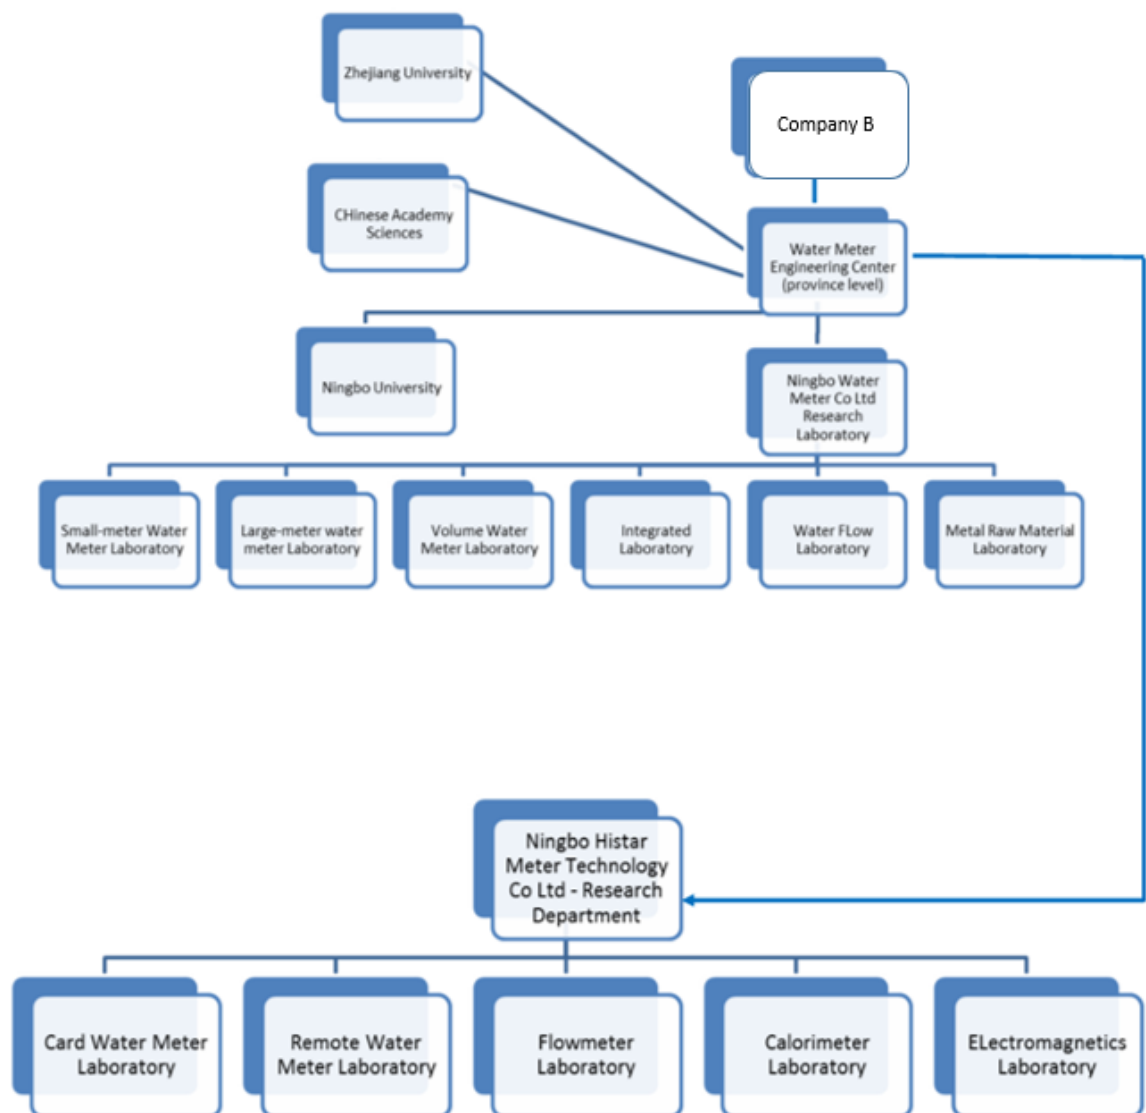 Zhejiang University
Company B
CHinese Academy
Sciences
Water Meter
Engineering Center
(province level)
Ningbo University
Ningbo Water
Meter Co Ltd
Research
Laboratory
Small-meter Water
Meter Laboratory
Large-meter water
meter Laboratory
Volume Water
Meter Laboratory
Integrated
Laboratory
Water FLow
Laboratory
Metal Raw Material
Laboratory
Ningbo Histar
Meter Technology
Co Ltd - Research
Department
Card Water Meter
Laboratory
Remote Water
Meter Laboratory
Flowmeter
Laboratory
Calorimeter
Laboratory
ELectromagnetics
Laboratory